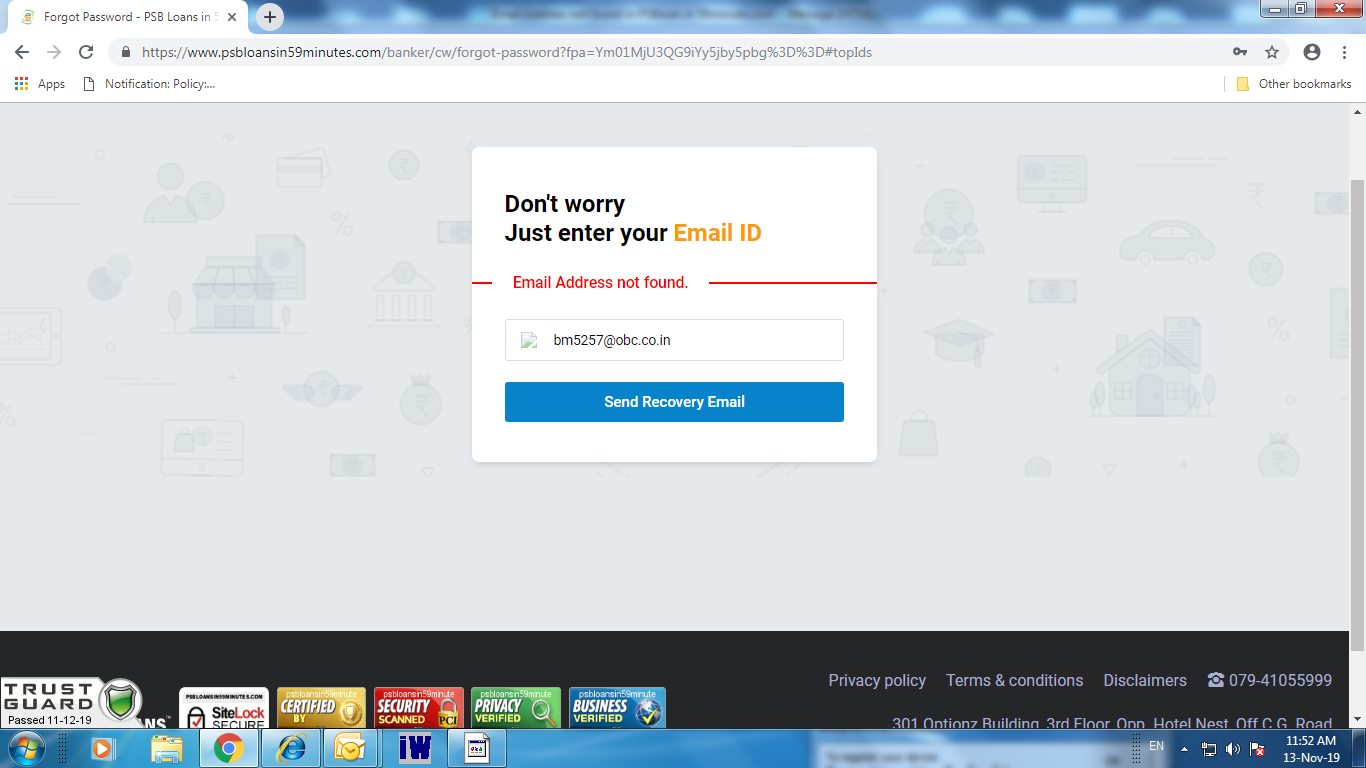 Forgot Password - PSB Loans in 5
https://www.psbloansin59minutes.com/banker/cw/forgot-password?fpa=Ym01MjU3QG9iYy5jby5pbg%3D%3D#topIds
Apps
Notification: Policy:...
Other bookmarks
Don't worry
Just enter your Email ID
Email Address not found.
bm5257@obc.co.in
Send Recovery Email
Privacy policy
Terms & conditions
Disclaimers
079-41055999
301 Optionz Building, 3rd Floor, Opp. Hotel Nest, Off C.G. Road
TRUST
GUARD
Passed 11-12-19
ANS™
PSBLOANSIN59MINUTES.COM
SiteLock
SECURE
psbloansin59minute
CERTIFIED
BY
psbloansin59minute
SECURITY
SCANNED PCI
psbloansin59minute
PRIVACY
VERIFIED
psbloansin59minute
BUSINESS
VERIFIED
iW
EN
11:52 AM
13-Nov-19